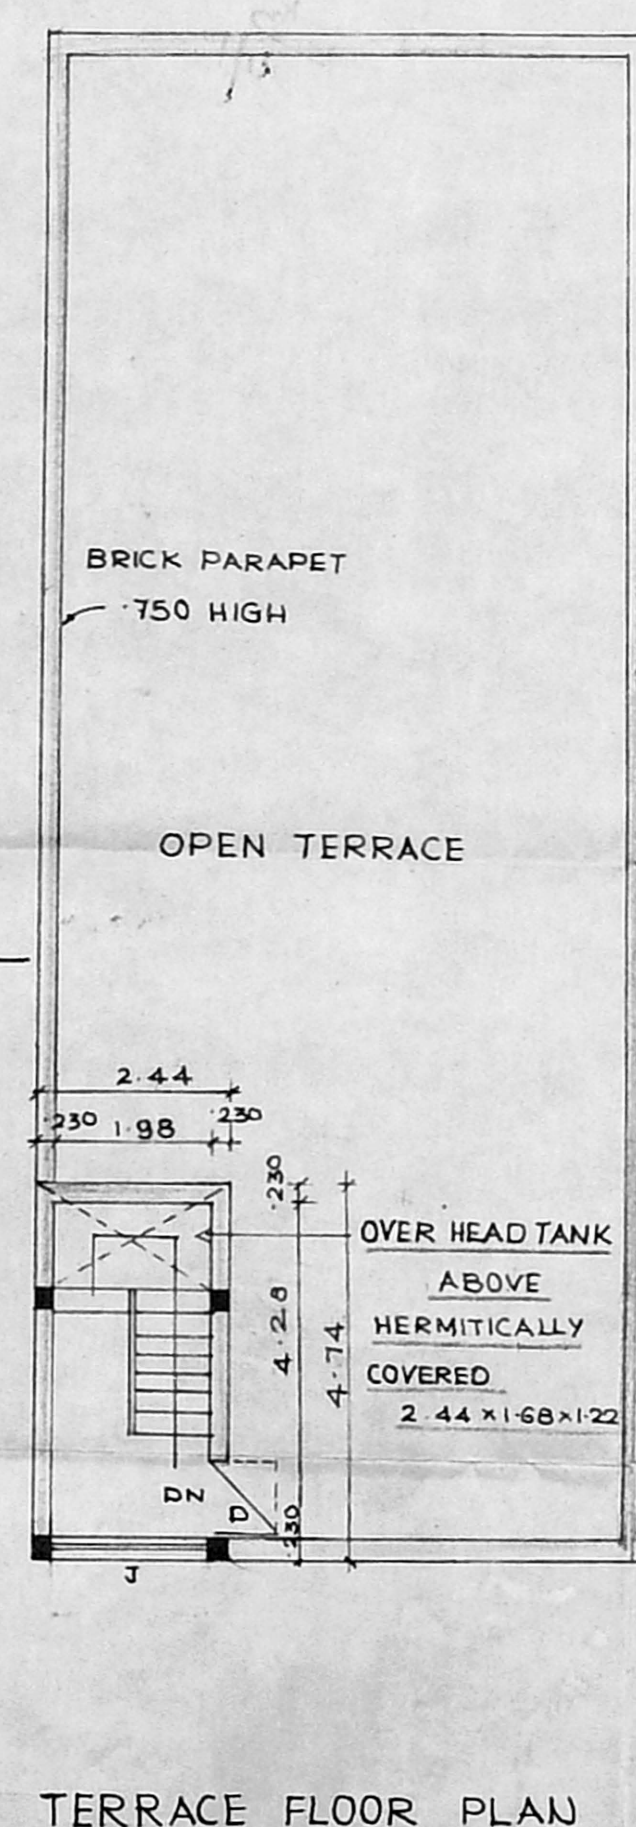 BRICK PARAPET
·750 HIGH
OPEN TERRACE
2.44
·230 1.98 ·230
·230
4.28
4.74
·230
OVER HEAD TANK
ABOVE
HERMITICALLY
COVERED
2.44 × 1.68 × 1.22
DN
D
J
TERRACE FLOOR PLAN